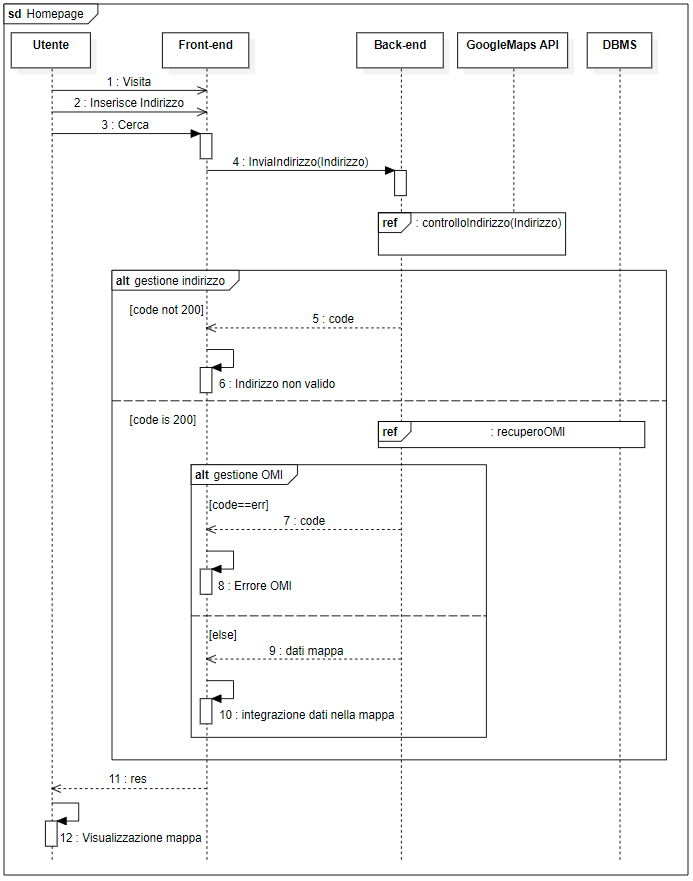 sd Homepage
Utente
Front-end
Back-end
GoogleMaps API
DBMS
1 : Visita
2 : Inserisce Indirizzo
3 : Cerca
4 : InviaIndirizzo(Indirizzo)
ref : controlloIndirizzo(Indirizzo)
alt gestione indirizzo
[code not 200]
5 : code
6 : Indirizzo non valido
[code is 200]
ref : recuperoOMI
alt gestione OMI
[code==err]
7 : code
8 : Errore OMI
[else]
9 : dati mappa
10 : integrazione dati nella mappa
11 : res
12 : Visualizzazione mappa